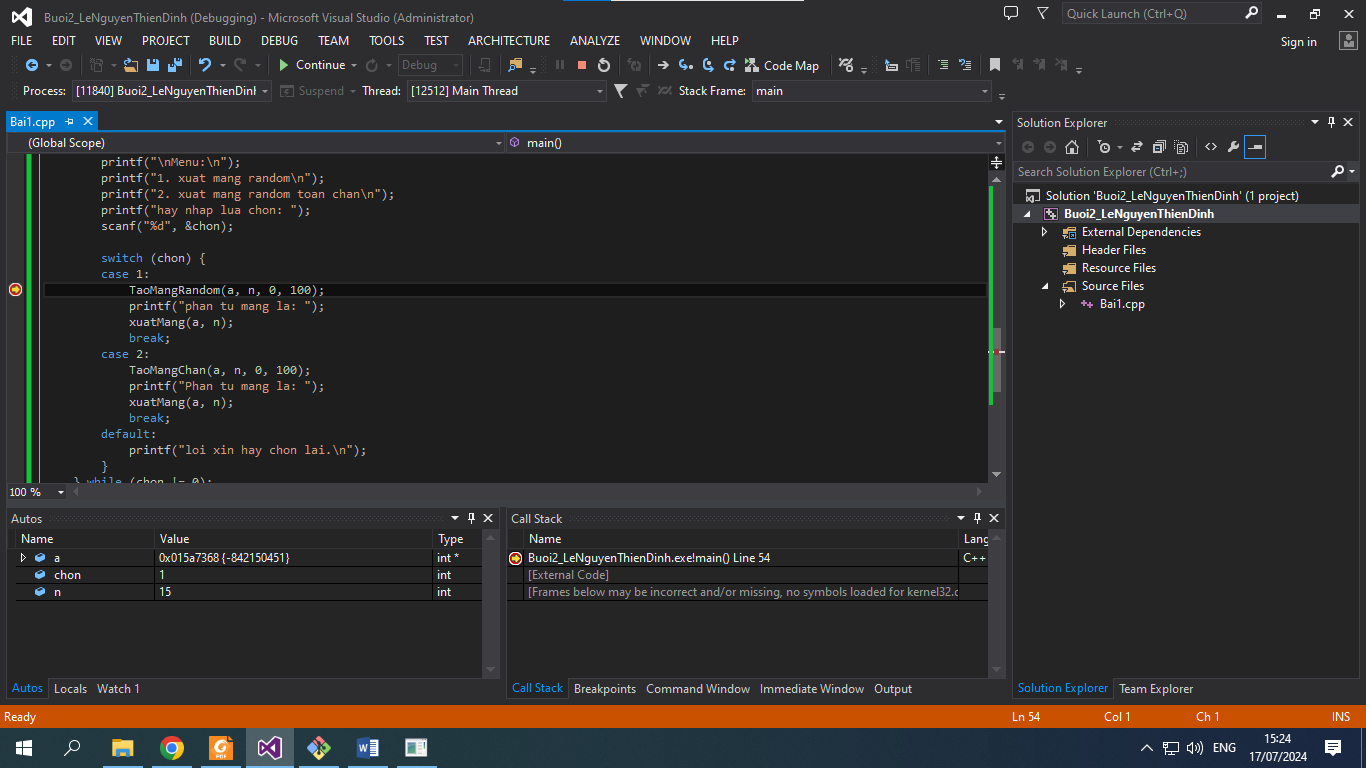 Buoi2_LeNguyenThienDinh (Debugging) - Microsoft Visual Studio (Administrator)
Quick Launch (Ctrl+Q)
FILE EDIT VIEW PROJECT BUILD DEBUG TEAM TOOLS TEST ARCHITECTURE ANALYZE WINDOW HELP
Sign in
Continue Debug Code Map
Process: [11840] Buoi2_LeNguyenThienDinh Suspend Thread: [12512] Main Thread Stack Frame: main
Bai1.cpp
(Global Scope) main()
printf("\nMenu:\n");
printf("1. xuat mang random\n");
printf("2. xuat mang random toan chan\n");
printf("hay nhap lua chon: ");
scanf("%d", &chon);
switch (chon) {
case 1:
TaoMangRandom(a, n, 0, 100);
printf("phan tu mang la: ");
xuatMang(a, n);
break;
case 2:
TaoMangChan(a, n, 0, 100);
printf("Phan tu mang la: ");
xuatMang(a, n);
break;
default:
printf("loi xin hay chon lai.\n");
}
} while (chon != 0);
100 %
Autos
Name Value Type
a 0x015a7368 {-842150451} int *
chon 1 int
n 15 int
Autos Locals Watch 1
Call Stack
Name Lang
Buoi2_LeNguyenThienDinh.exe!main() Line 54 C++
[External Code]
[Frames below may be incorrect and/or missing, no symbols loaded for kernel32.d
Call Stack Breakpoints Command Window Immediate Window Output
Solution Explorer
Search Solution Explorer (Ctrl+;)
Solution 'Buoi2_LeNguyenThienDinh' (1 project)
Buoi2_LeNguyenThienDinh
External Dependencies
Header Files
Resource Files
Source Files
Bai1.cpp
Solution Explorer Team Explorer
Ready Ln 54 Col 1 Ch 1 INS
PDF
ENG
15:24
17/07/2024